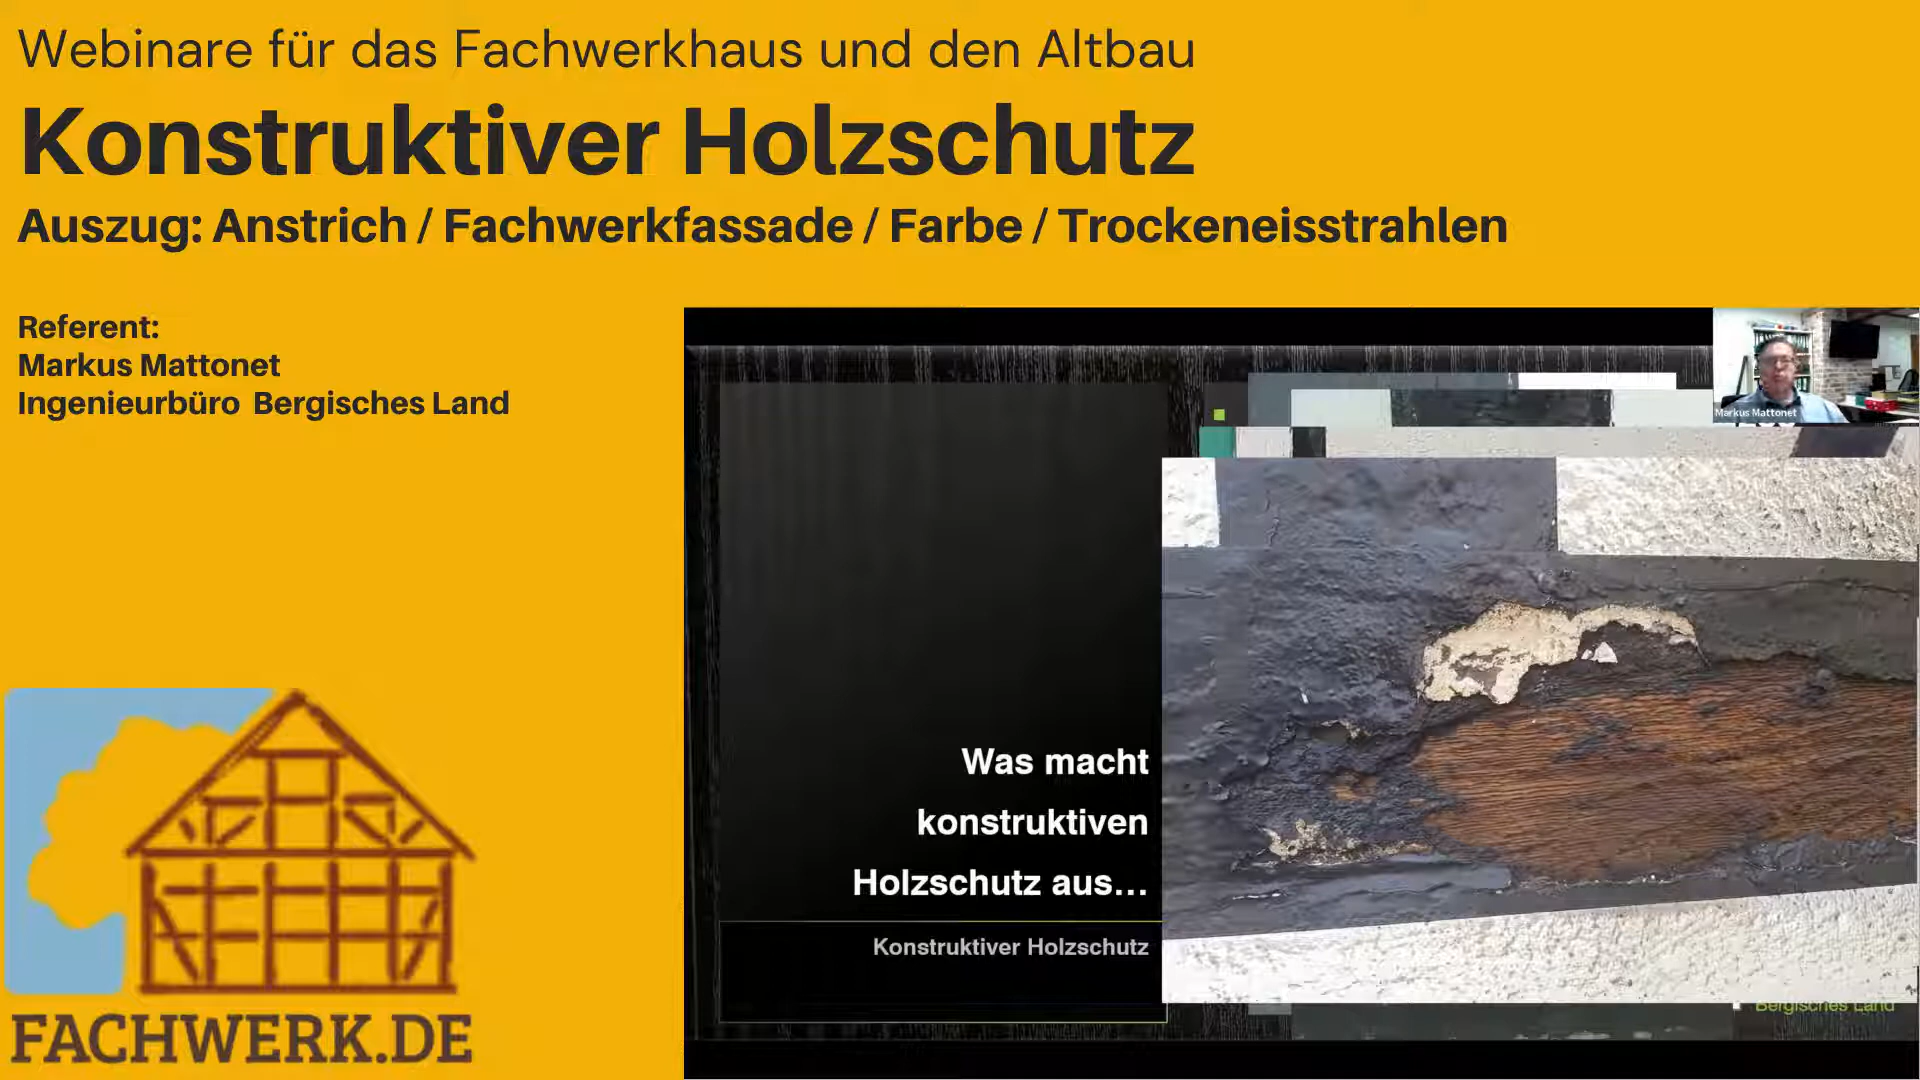 Webinare für das Fachwerkhaus und den Altbau
Konstruktiver Holzschutz
Auszug: Anstrich / Fachwerkfassade / Farbe / Trockeneisstrahlen
Referent:
Markus Mattonet
Ingenieurbüro Bergisches Land
Markus Mattonet
Was macht
konstruktiven
Holzschutz aus...
Konstruktiver Holzschutz
Bergisches Land
FACHWERK.DE